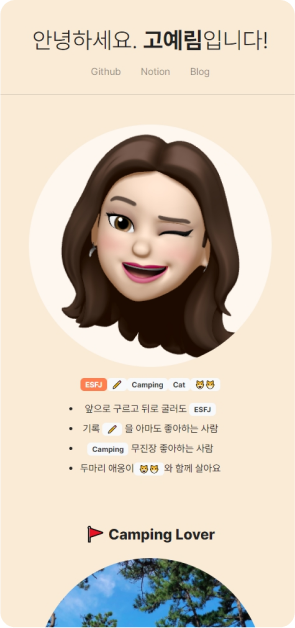 안녕하세요. 고예림입니다!
Github Notion Blog
ESFJ Camping Cat
앞으로 구르고 뒤로 굴러도 ESFJ
기록 을 아마도 좋아하는 사람
Camping 무진장 좋아하는 사람
두마리 애옹이 와 함께 살아요
Camping Lover